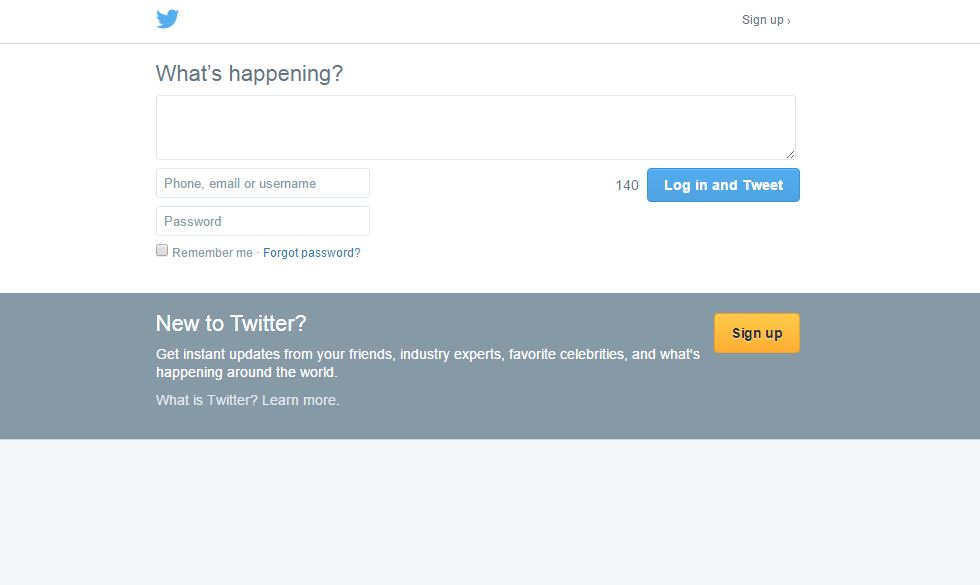 Sign up ›
What's happening?
Phone, email or username
140
Log in and Tweet
Password
Remember me · Forgot password?
New to Twitter?
Sign up
Get instant updates from your friends, industry experts, favorite celebrities, and what's
happening around the world.
What is Twitter? Learn more.